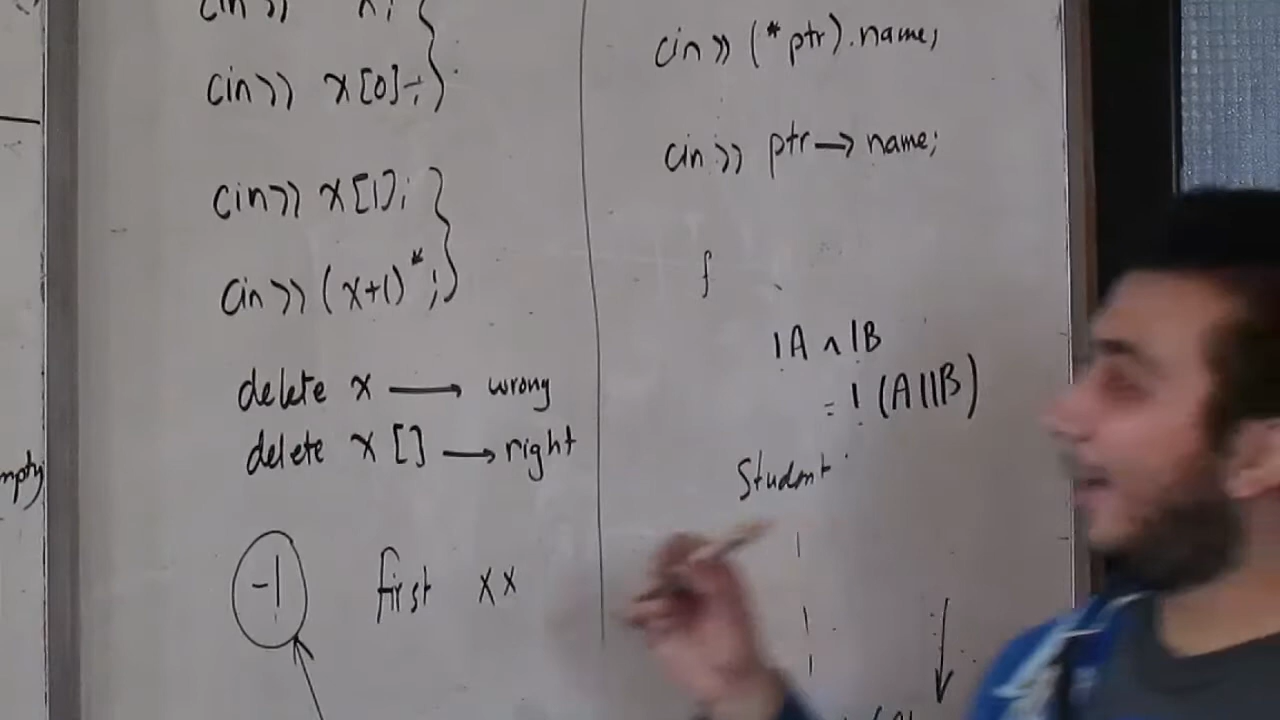 cin >> x;
cin >> x[0];
cin >> x[1];
cin >> (x+1)*;
delete x → wrong
delete x [] → right
-1 first xx
mpty
cin >> (*ptr).name;
cin >> ptr → name;
f
!A ∧ !B
= ! (A||B)
Student